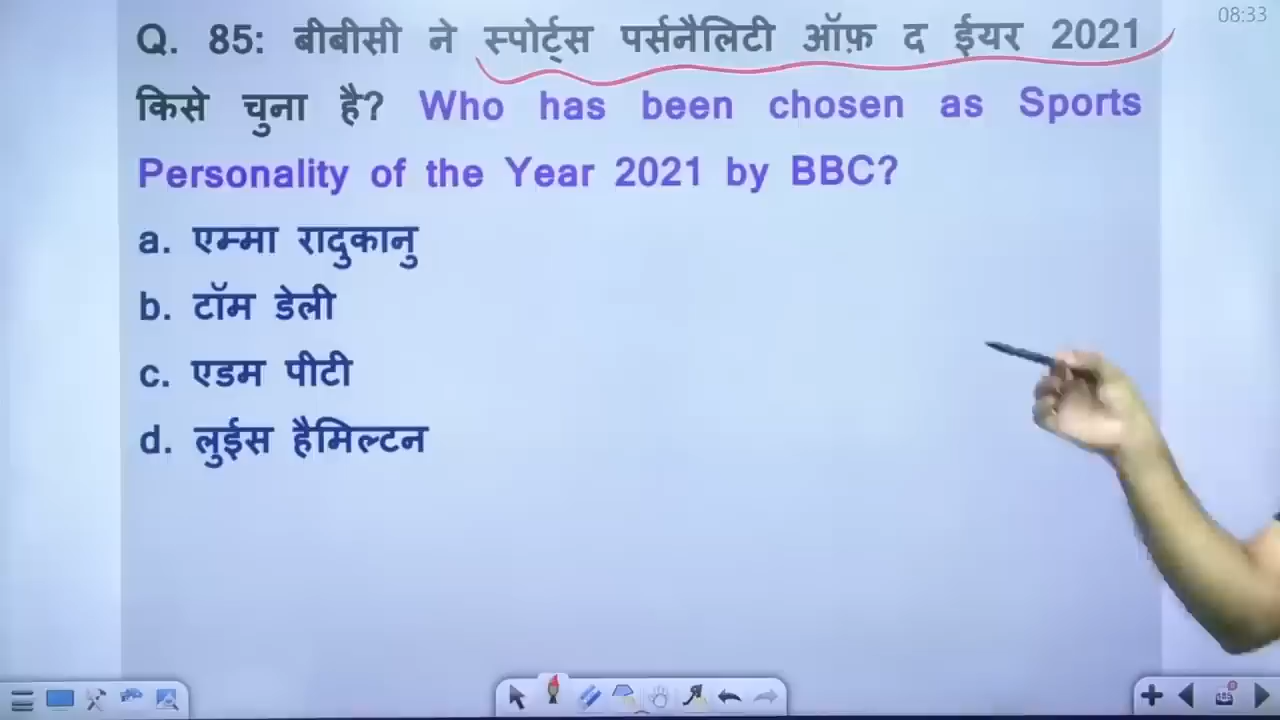 08:33
Q. 85: बीबीसी ने स्पोर्ट्स पर्सनैलिटी ऑफ़ द ईयर 2021
किसे चुना है? Who has been chosen as Sports
Personality of the Year 2021 by BBC?
a. एम्मा रादुकानु
b. टॉम डेली
c. एडम पीटी
d. लुईस हैमिल्टन